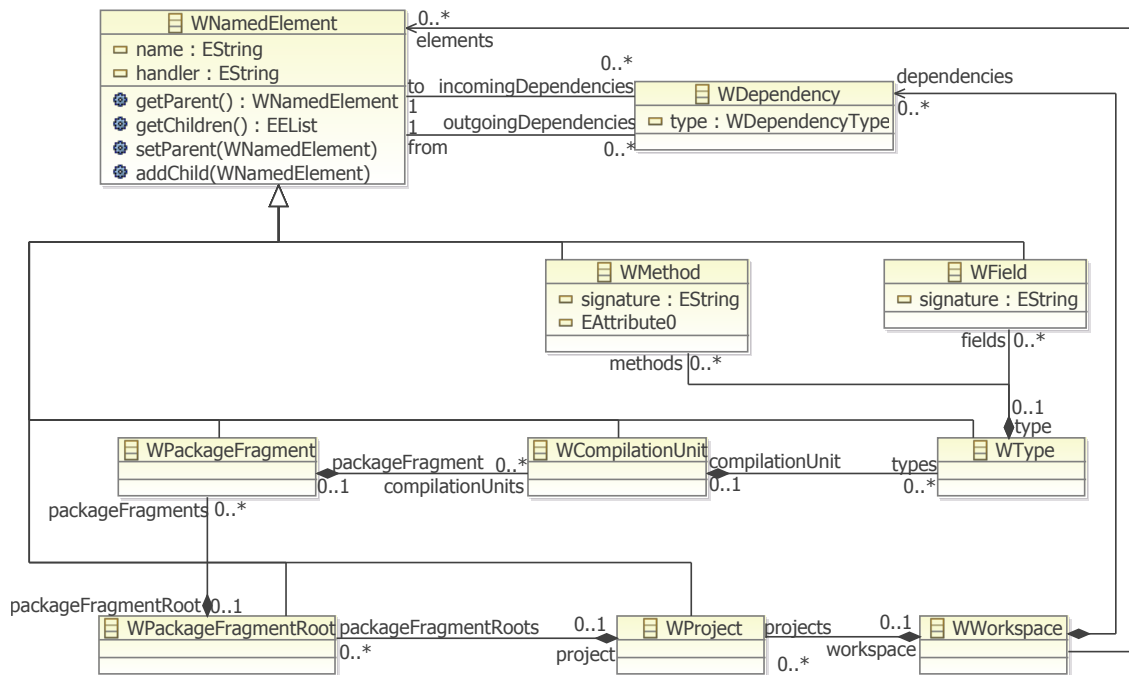 WNamedElement
name : EString
handler : EString
getParent() : WNamedElement
getChildren() : EEList
setParent(WNamedElement)
addChild(WNamedElement)
0..*
elements
0..*
to incomingDependencies
1
1 outgoingDependencies
from
0..*
dependencies
0..*
WDependency
type : WDependencyType
WMethod
signature : EString
EAttribute0
methods 0..*
WField
signature : EString
fields 0..*
0..1
type
WPackageFragment
packageFragment 0..*
0..1 compilationUnits
WCompilationUnit
compilationUnit types
0..1 0..*
WType
packageFragments 0..*
packageFragmentRoot 0..1
WPackageFragmentRoot
packageFragmentRoots 0..1
0..* project
WProject
projects 0..1
0..* workspace
WWorkspace